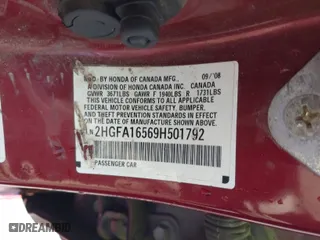 MFD. BY HONDA OF CANADA MFG., 09/'08
A DIVISION OF HONDA CANADA INC. CANADA
GVWR 3671LBS GAWR F 1940LBS R 1731LBS
THIS VEHICLE CONFORMS TO ALL APPLICABLE
FEDERAL MOTOR VEHICLE SAFETY,
BUMPER, AND THEFT PREVENTION STANDARDS
IN EFFECT ON THE DATE OF MANUFACTURE
SHOWN ABOVE.
2HGFA16569H501792
PASSENGER CAR
AutoBidMaster